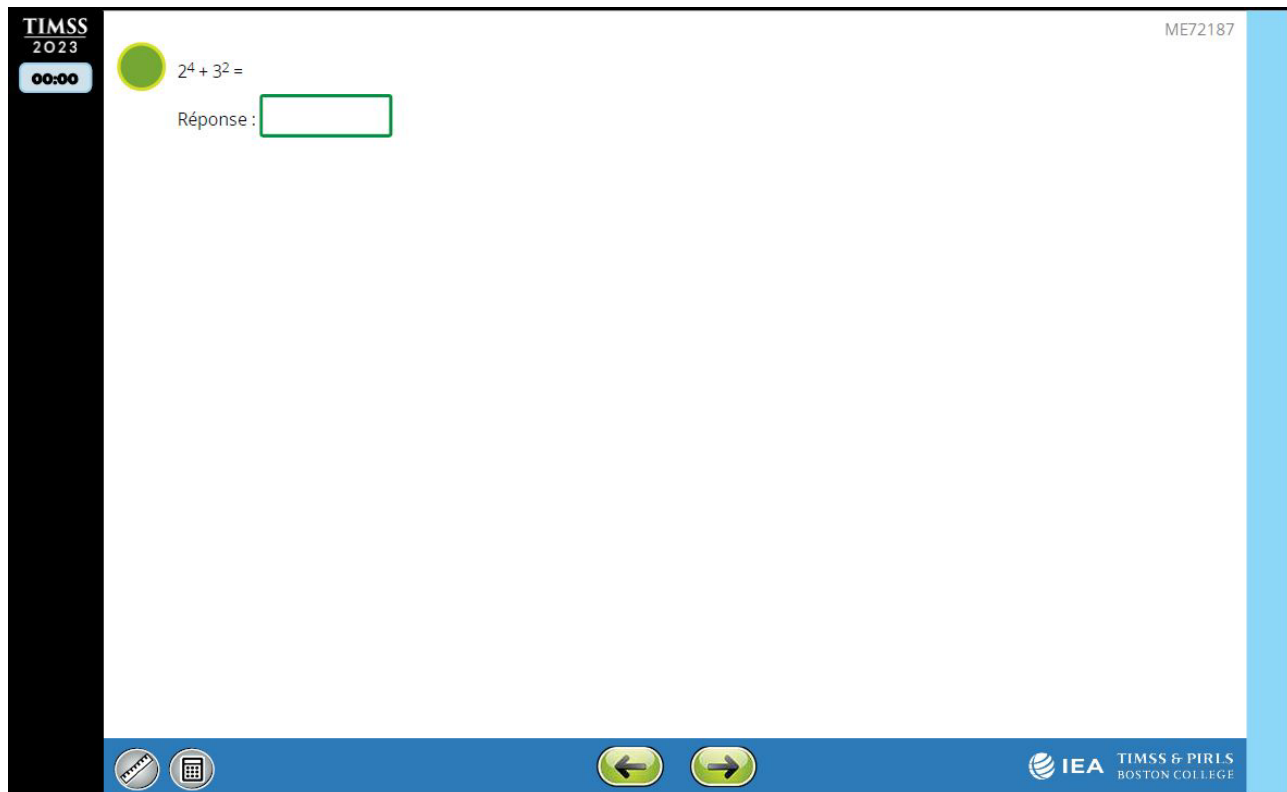 TIMSS
2023
00:00
ME72187
2⁴ + 3² =
Réponse :
IEA TIMSS & PIRLS
BOSTON COLLEGE